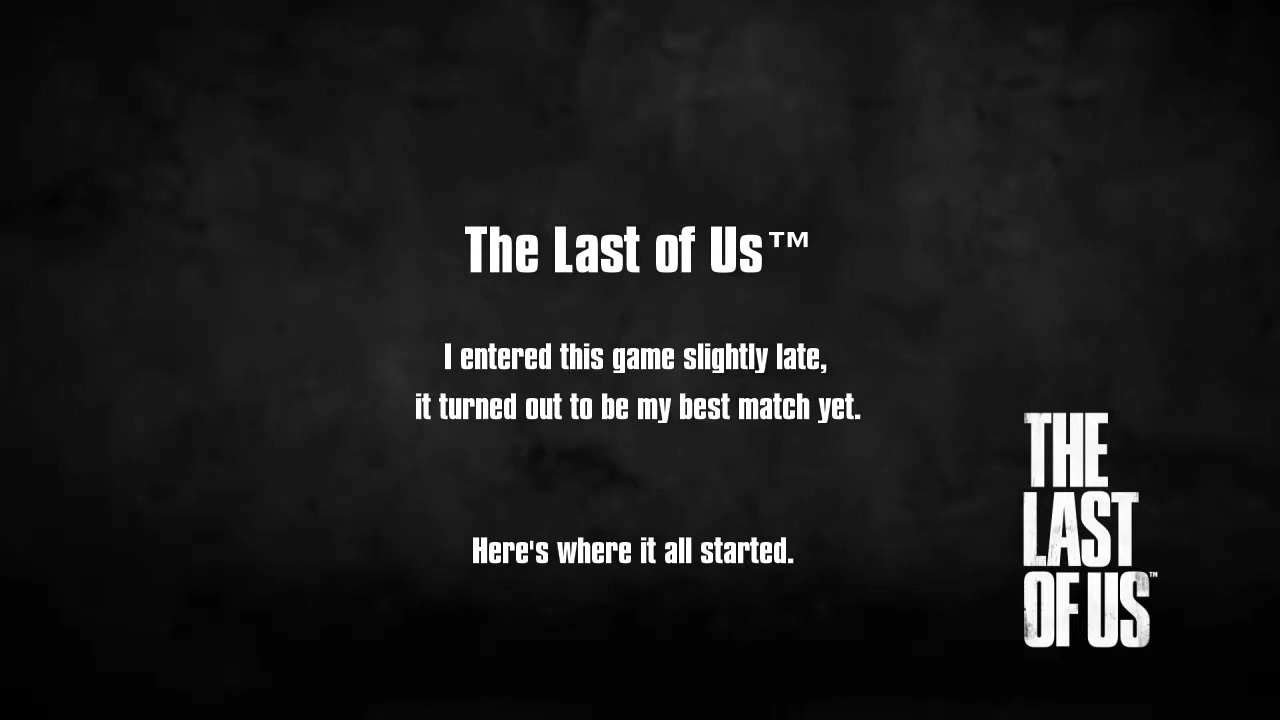 The Last of Us™
I entered this game slightly late,
it turned out to be my best match yet.
Here's where it all started.
THE
LAST
OF US™